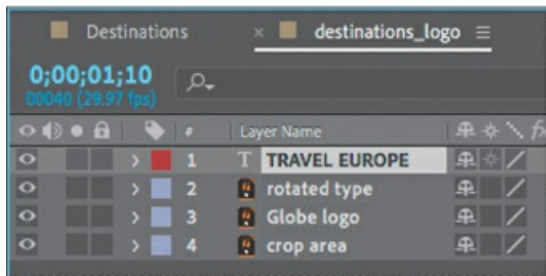 Destinations × destinations_logo
0;00;01;10
00040 (29.97 fps)
# Layer Name fx
1 T TRAVEL EUROPE
2 rotated type
3 Globe logo
4 crop area